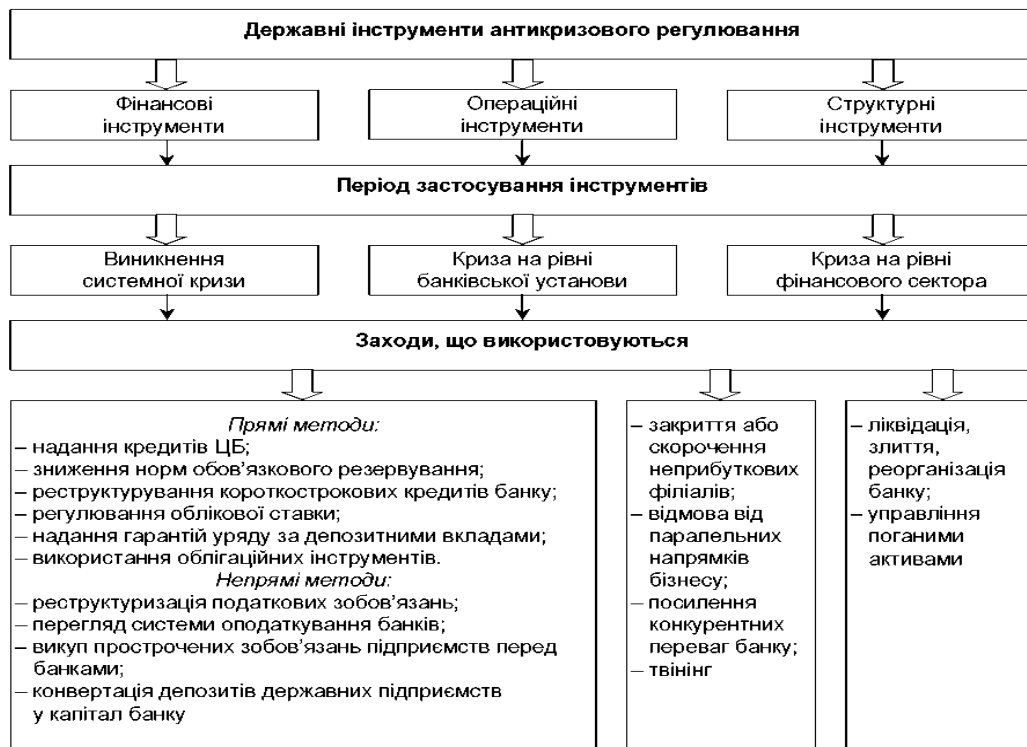 Державні інструменти антикризового регулювання
Фінансові
інструменти
Операційні
інструменти
Структурні
інструменти
Період застосування інструментів
Виникнення
системної кризи
Криза на рівні
банківської установи
Криза на рівні
фінансового сектора
Заходи, що використовуються
Прямі методи:
– надання кредитів ЦБ;
– зниження норм обов’язкового резервування;
– реструктурування короткострокових кредитів банку;
– регулювання облікової ставки;
– надання гарантій уряду за депозитними вкладами;
– використання облігаційних інструментів.
Непрямі методи:
– реструктуризація податкових зобов’язань;
– перегляд системи оподаткування банків;
– викуп прострочених зобов’язань підприємств перед
банками;
– конвертація депозитів державних підприємств
у капітал банку
– закриття або
скорочення
неприбуткових
філіалів;
– відмова від
паралельних
напрямків
бізнесу;
– посилення
конкурентних
переваг банку;
– твінінг
– ліквідація,
злиття,
реорганізація
банку;
– управління
поганими
активами